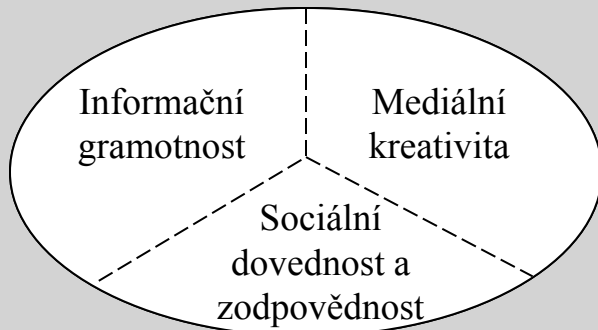 Informační
gramotnost
Mediální
kreativita
Sociální
dovednost a
zodpovědnost